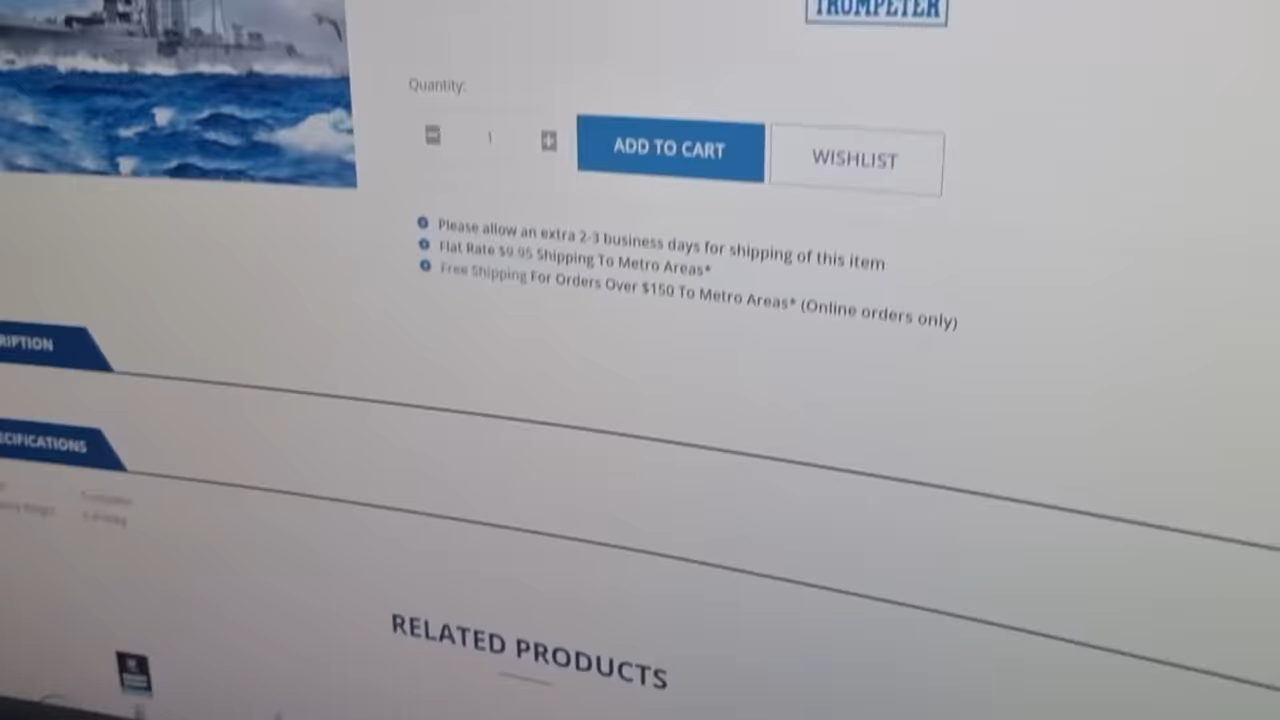 TRUMPETER
Quantity:
1
ADD TO CART
WISHLIST
Please allow an extra 2-3 business days for shipping of this item
Flat Rate $9.95 Shipping To Metro Areas*
Free Shipping For Orders Over $150 To Metro Areas* (Online orders only)
RIPTION
ECIFICATIONS
RELATED PRODUCTS